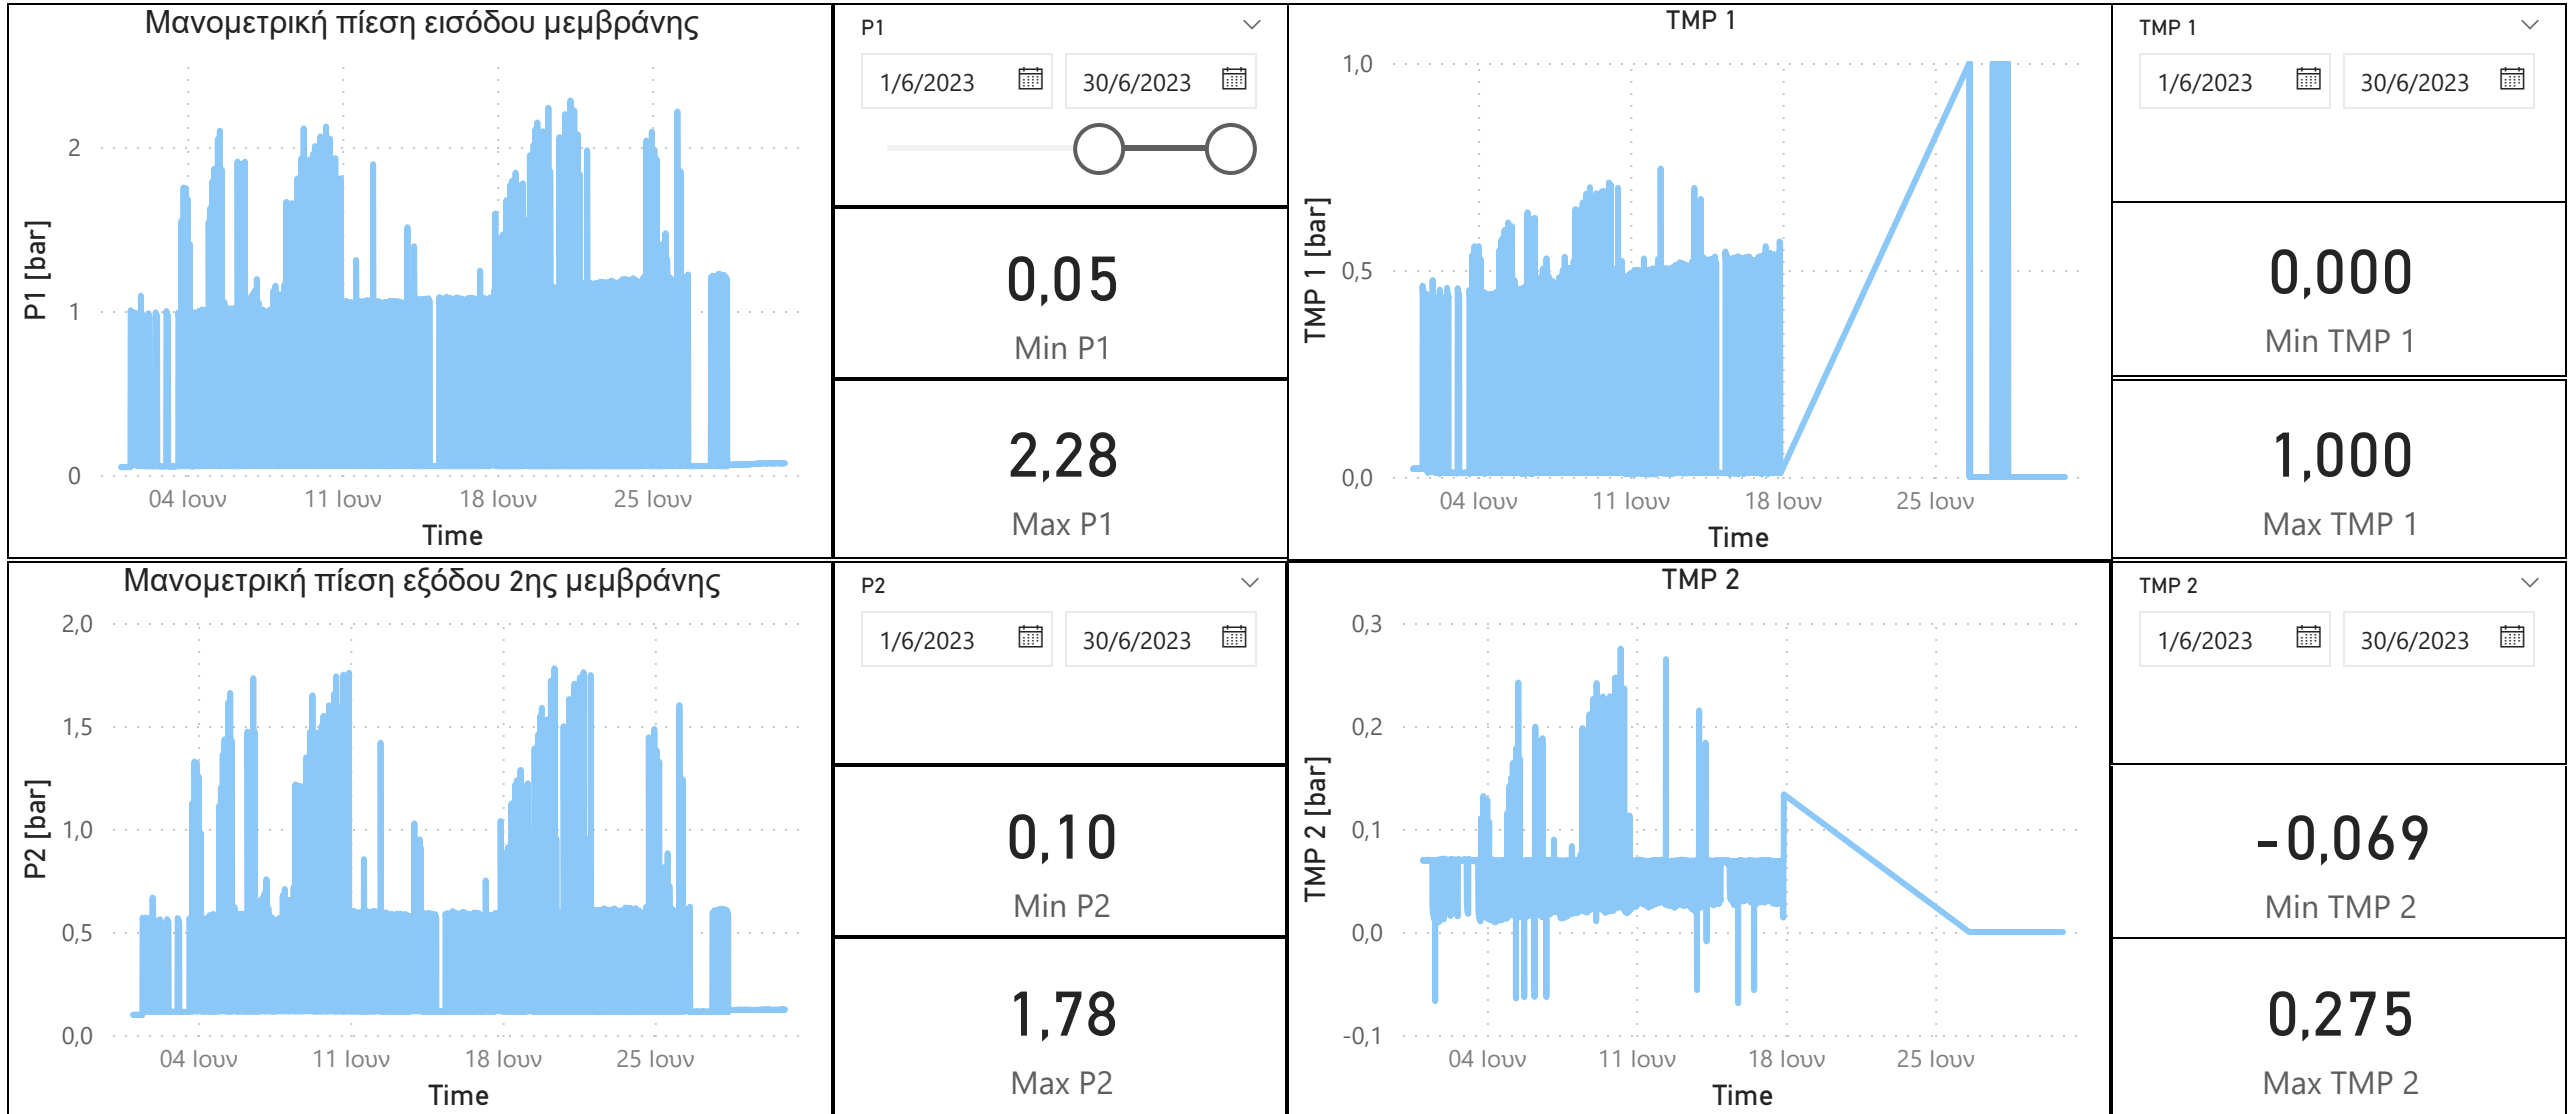 Μανομετρική πίεση εισόδου μεμβράνης
P1 [bar]
2
1
0
04 Ιουν 11 Ιουν 18 Ιουν 25 Ιουν
Time
P1
1/6/2023 30/6/2023
0,05
Min P1
2,28
Max P1
TMP 1
TMP 1 [bar]
1,0
0,5
0,0
04 Ιουν 11 Ιουν 18 Ιουν 25 Ιουν
Time
TMP 1
1/6/2023 30/6/2023
0,000
Min TMP 1
1,000
Max TMP 1
Μανομετρική πίεση εξόδου 2ης μεμβράνης
P2 [bar]
2,0
1,5
1,0
0,5
0,0
04 Ιουν 11 Ιουν 18 Ιουν 25 Ιουν
Time
P2
1/6/2023 30/6/2023
0,10
Min P2
1,78
Max P2
TMP 2
TMP 2 [bar]
0,3
0,2
0,1
0,0
-0,1
04 Ιουν 11 Ιουν 18 Ιουν 25 Ιουν
Time
TMP 2
1/6/2023 30/6/2023
-0,069
Min TMP 2
0,275
Max TMP 2